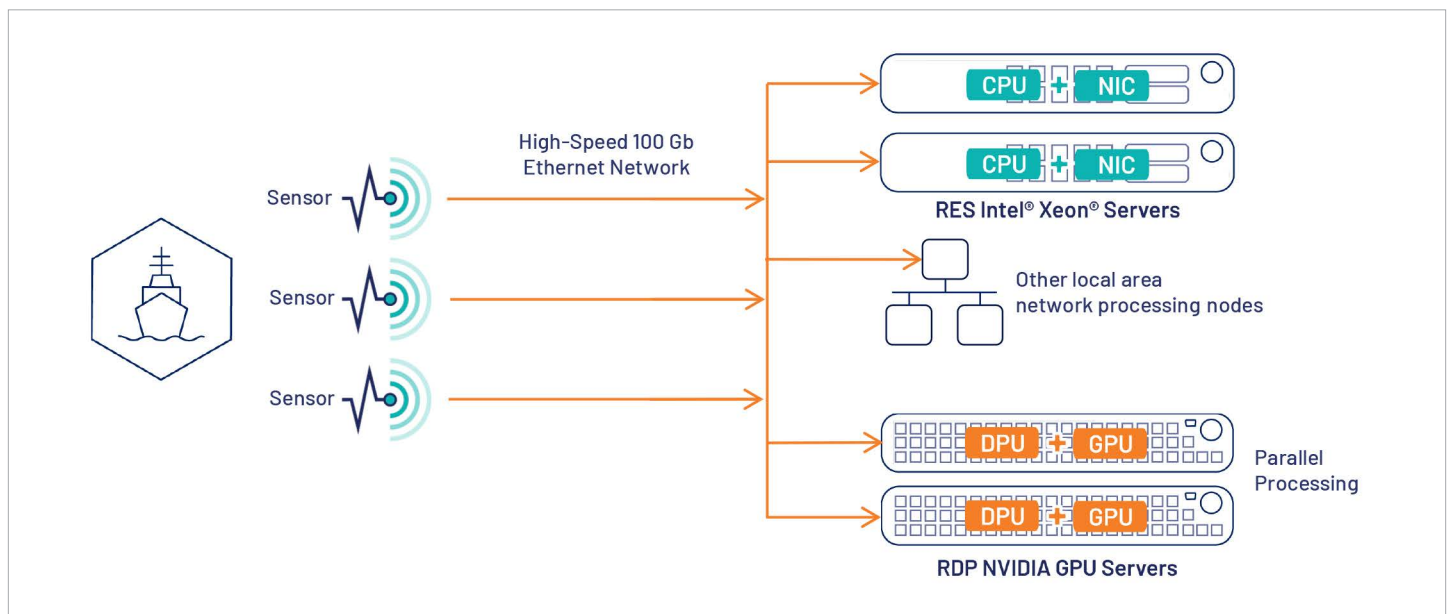 CPU + NIC
High-Speed 100 Gb
Ethernet Network
CPU + NIC
Sensor
RES Intel® Xeon® Servers
Other local area
network processing nodes
Sensor
Sensor
DPU + GPU
Parallel
Processing
DPU + GPU
RDP NVIDIA GPU Servers